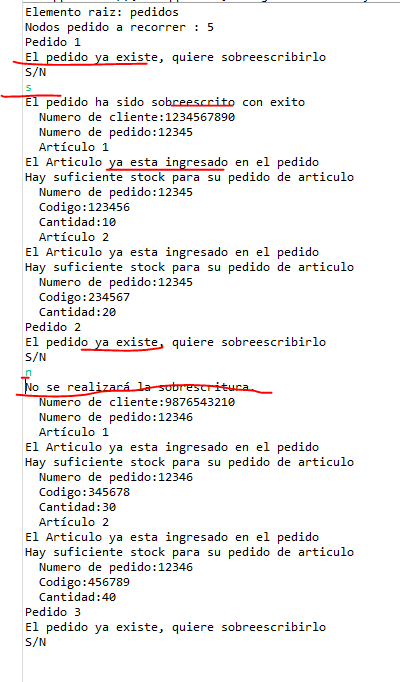 Elemento raiz: pedidos
Nodos pedido a recorrer : 5
Pedido 1
El pedido ya existe, quiere sobreescribirlo
S/N
s
El pedido ha sido sobreescrito con exito
Numero de cliente:1234567890
Numero de pedido:12345
Artículo 1
El Articulo ya esta ingresado en el pedido
Hay suficiente stock para su pedido de articulo
Numero de pedido:12345
Codigo:123456
Cantidad:10
Artículo 2
El Articulo ya esta ingresado en el pedido
Hay suficiente stock para su pedido de articulo
Numero de pedido:12345
Codigo:234567
Cantidad:20
Pedido 2
El pedido ya existe, quiere sobreescribirlo
S/N
n
No se realizará la sobrescritura.
Numero de cliente:9876543210
Numero de pedido:12346
Artículo 1
El Articulo ya esta ingresado en el pedido
Hay suficiente stock para su pedido de articulo
Numero de pedido:12346
Codigo:345678
Cantidad:30
Artículo 2
El Articulo ya esta ingresado en el pedido
Hay suficiente stock para su pedido de articulo
Numero de pedido:12346
Codigo:456789
Cantidad:40
Pedido 3
El pedido ya existe, quiere sobreescribirlo
S/N